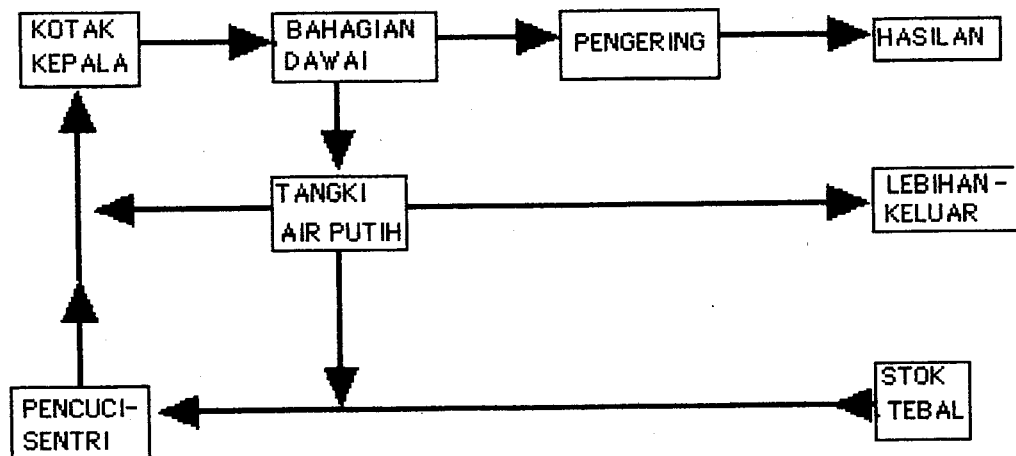 KOTAK
KEPALA
BAHAGIAN
DAWAI
PENGERING
HASILAN
TANGKI
AIR PUTIH
LEBIHAN-
KELUAR
PENCUCI-
SENTRI
STOK
TEBAL